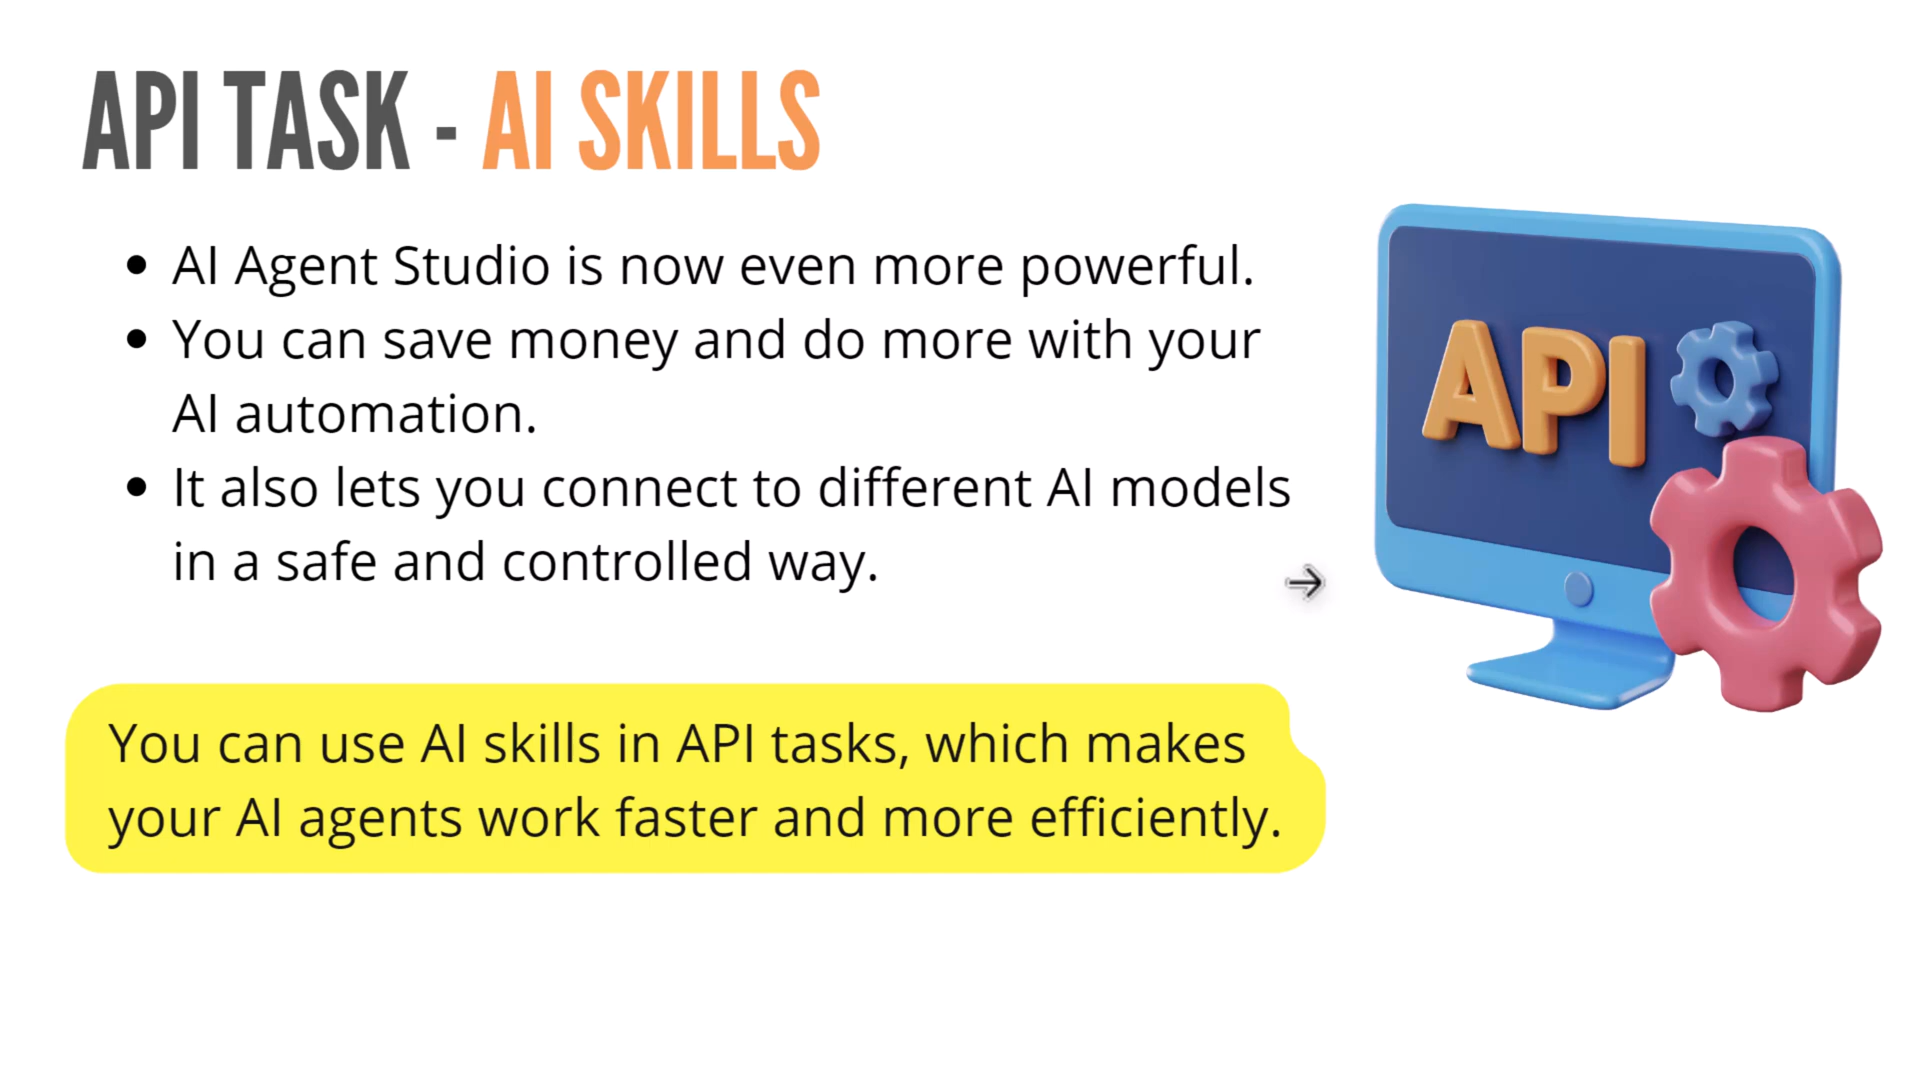 API TASK - AI SKILLS
• AI Agent Studio is now even more powerful.
• You can save money and do more with your
AI automation.
• It also lets you connect to different AI models
in a safe and controlled way.
API
You can use AI skills in API tasks, which makes
your AI agents work faster and more efficiently.